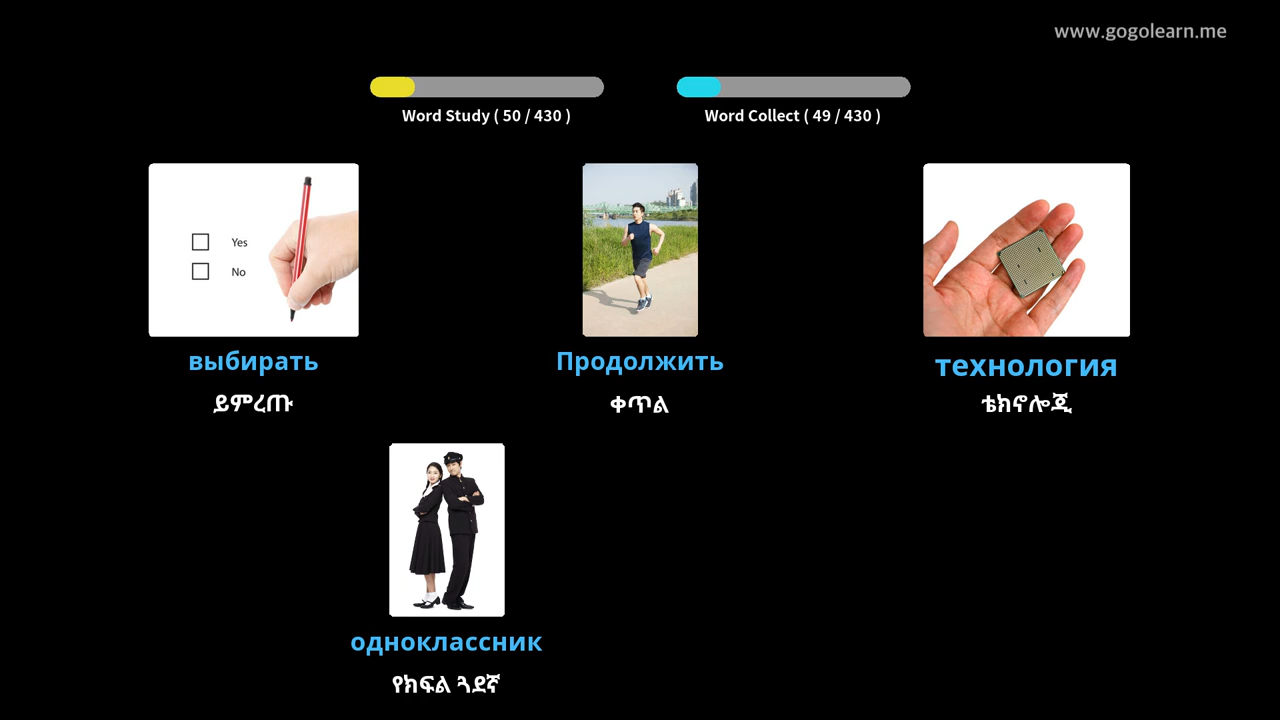 www.gogolearn.me
Word Study ( 50 / 430 )
Word Collect ( 49 / 430 )
Yes
No
выбирать
Продолжить
технология
ይምረጡ
ቀጥል
ቴክኖሎጂ
одноклассник
የክፍል ጓደኛ